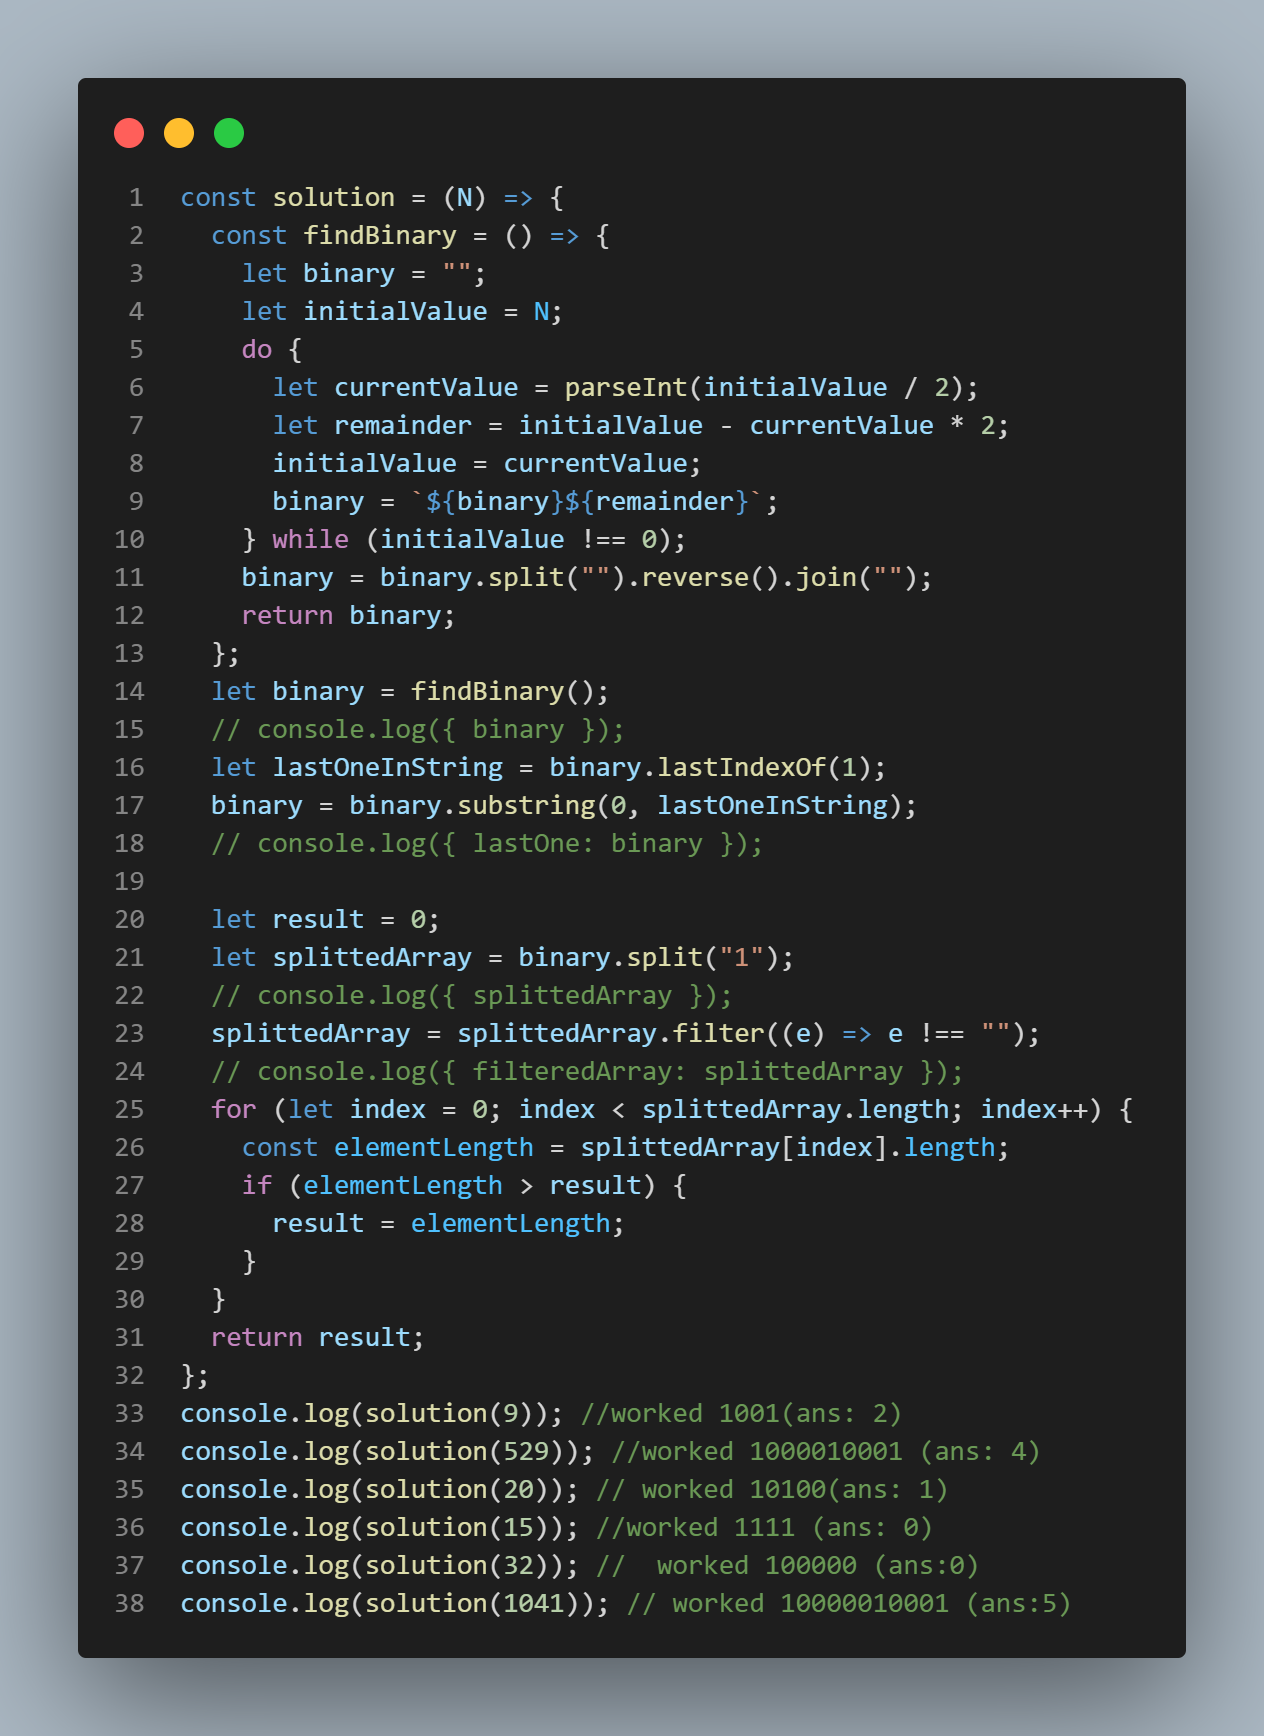 1 const solution = (N) => {
2   const findBinary = () => {
3     let binary = "";
4     let initialValue = N;
5     do {
6       let currentValue = parseInt(initialValue / 2);
7       let remainder = initialValue - currentValue * 2;
8       initialValue = currentValue;
9       binary = `${binary}${remainder}`;
10     } while (initialValue !== 0);
11     binary = binary.split("").reverse().join("");
12     return binary;
13   };
14   let binary = findBinary();
15   // console.log({ binary });
16   let lastOneInString = binary.lastIndexOf(1);
17   binary = binary.substring(0, lastOneInString);
18   // console.log({ lastOne: binary });
19
20   let result = 0;
21   let splittedArray = binary.split("1");
22   // console.log({ splittedArray });
23   splittedArray = splittedArray.filter((e) => e !== "");
24   // console.log({ filteredArray: splittedArray });
25   for (let index = 0; index < splittedArray.length; index++) {
26     const elementLength = splittedArray[index].length;
27     if (elementLength > result) {
28       result = elementLength;
29     }
30   }
31   return result;
32 };
33 console.log(solution(9)); //worked 1001(ans: 2)
34 console.log(solution(529)); //worked 1000010001 (ans: 4)
35 console.log(solution(20)); // worked 10100(ans: 1)
36 console.log(solution(15)); //worked 1111 (ans: 0)
37 console.log(solution(32)); //  worked 100000 (ans:0)
38 console.log(solution(1041)); // worked 10000010001 (ans:5)